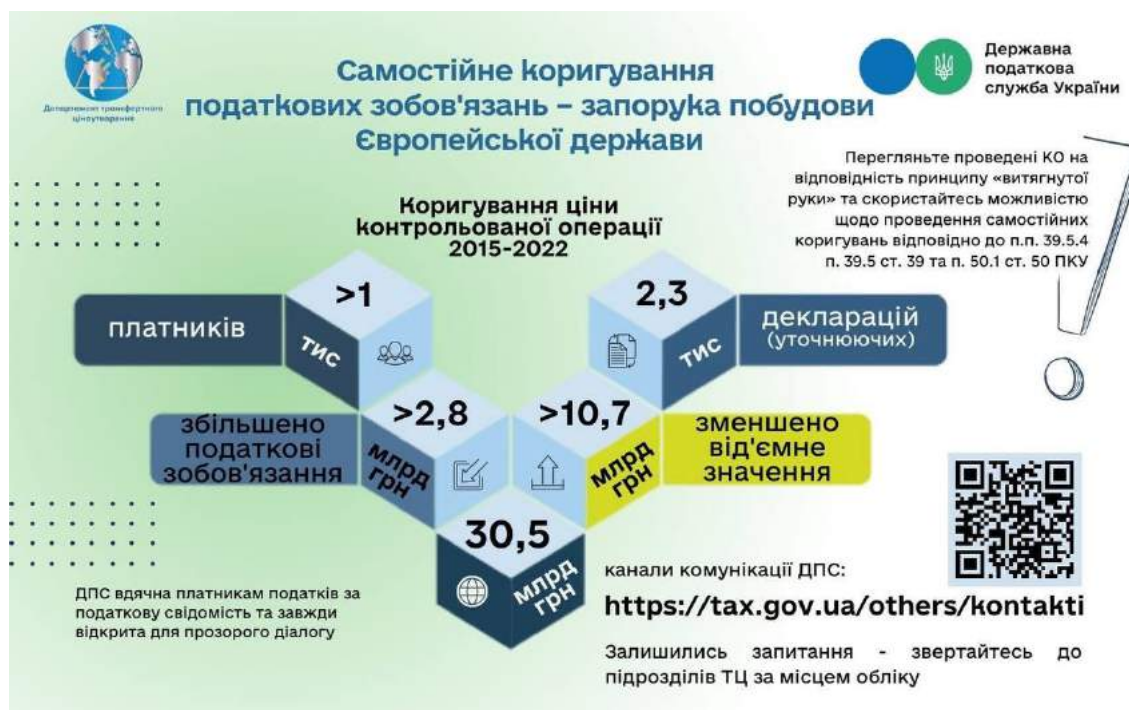 Департамент трансфертного
ціноутворення
Самостійне коригування
податкових зобов'язань – запорука побудови
Європейської держави
Державна
податкова
служба України
Перегляньте проведені КО на
відповідність принципу «витягнутої
руки» та скористайтесь можливістю
щодо проведення самостійних
коригувань відповідно до п.п. 39.5.4
п. 39.5 ст. 39 та п. 50.1 ст. 50 ПКУ
Коригування ціни
контрольованої операції
2015-2022
платників
>1
тис
2,3
тис
декларацій
(уточнюючих)
збільшено
податкові
зобов'язання
>2,8
млрд
грн
>10,7
млрд
грн
зменшено
від'ємне
значення
30,5
млрд
грн
ДПС вдячна платникам податків за
податкову свідомість та завжди
відкрита для прозорого діалогу
канали комунікації ДПС:
https://tax.gov.ua/others/kontakti
Залишились запитання - звертайтесь до
підрозділів ТЦ за місцем обліку